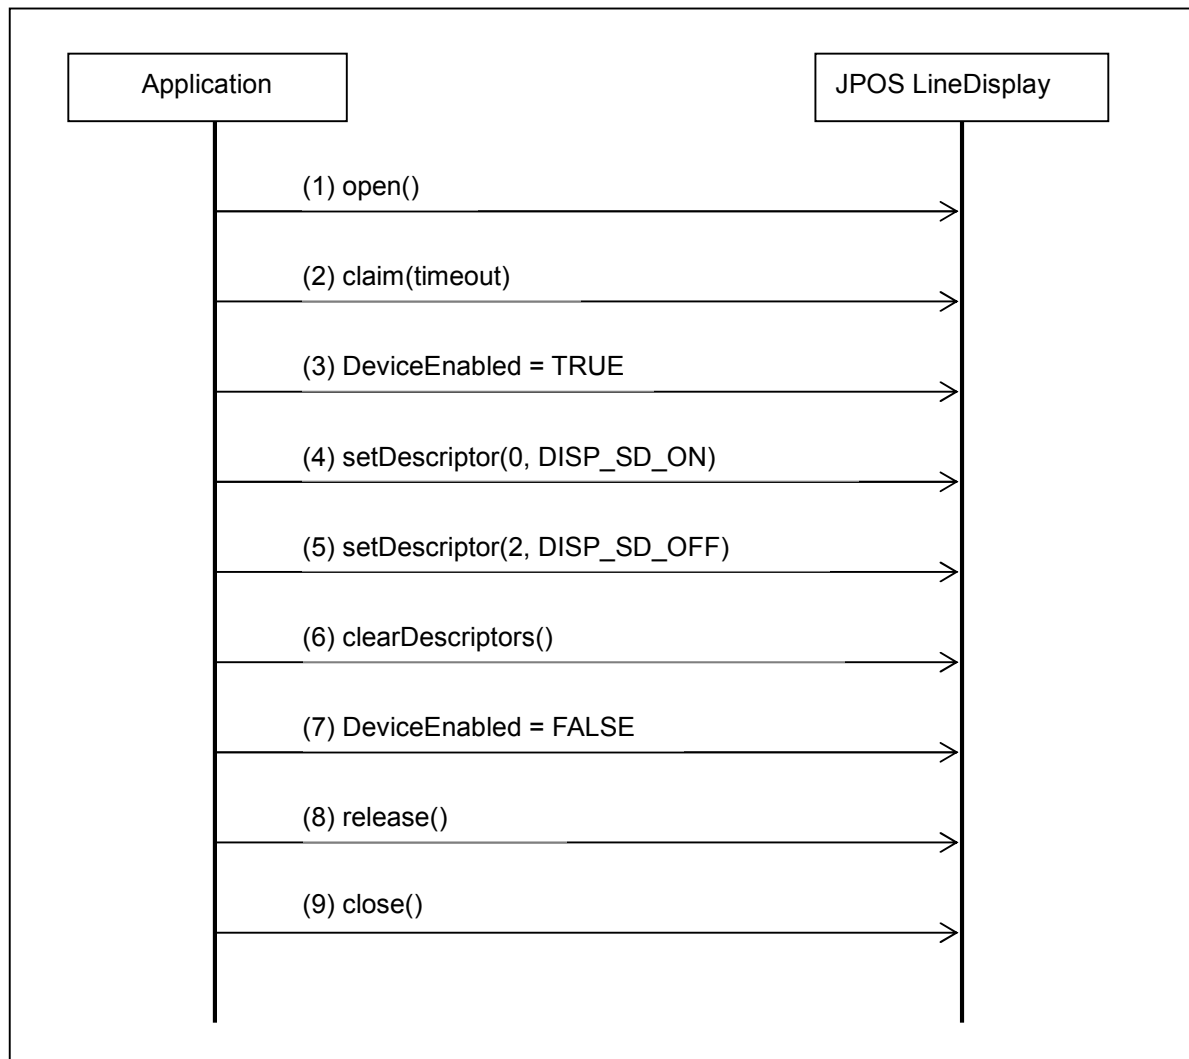 Application
JPOS LineDisplay
(1) open()
(2) claim(timeout)
(3) DeviceEnabled = TRUE
(4) setDescriptor(0, DISP_SD_ON)
(5) setDescriptor(2, DISP_SD_OFF)
(6) clearDescriptors()
(7) DeviceEnabled = FALSE
(8) release()
(9) close()